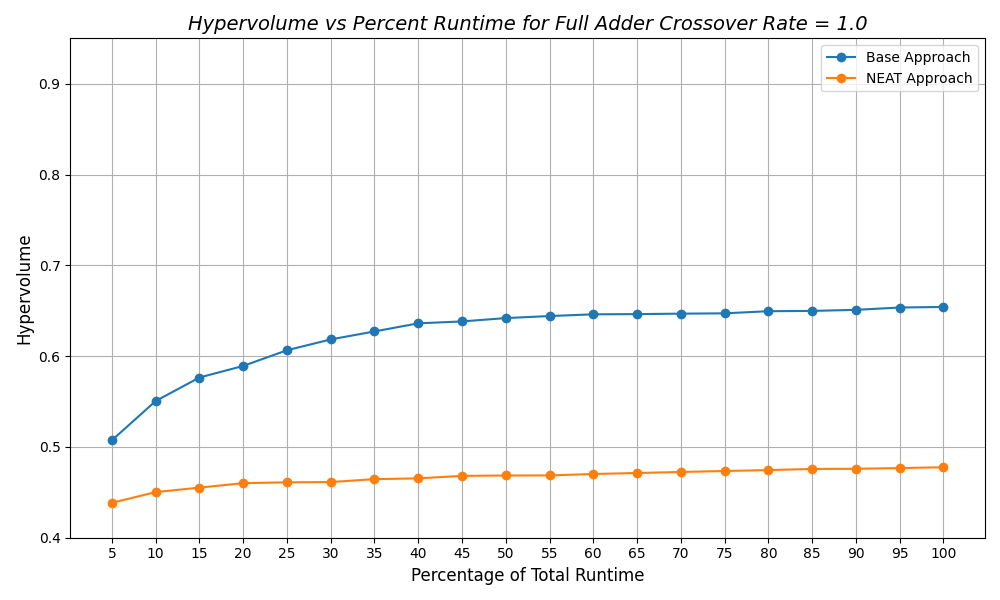 Hypervolume vs Percent Runtime for Full Adder Crossover Rate = 1.0
Base Approach
NEAT Approach
Hypervolume
0.9
0.8
0.7
0.6
0.5
0.4
5 10 15 20 25 30 35 40 45 50 55 60 65 70 75 80 85 90 95 100
Percentage of Total Runtime